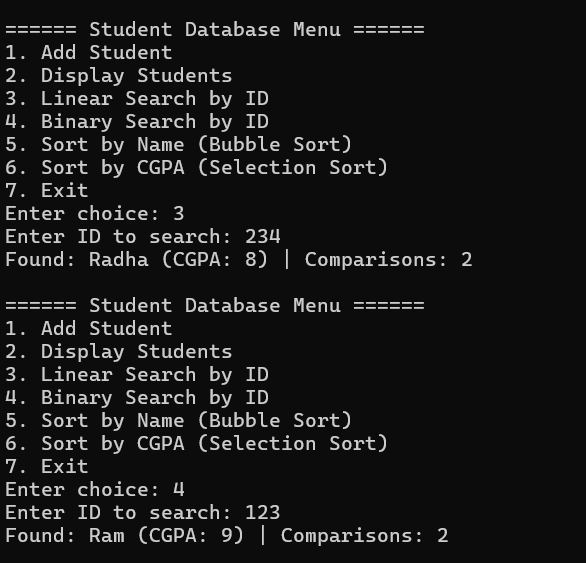 ====== Student Database Menu ======
1. Add Student
2. Display Students
3. Linear Search by ID
4. Binary Search by ID
5. Sort by Name (Bubble Sort)
6. Sort by CGPA (Selection Sort)
7. Exit
Enter choice: 3
Enter ID to search: 234
Found: Radha (CGPA: 8) | Comparisons: 2

====== Student Database Menu ======
1. Add Student
2. Display Students
3. Linear Search by ID
4. Binary Search by ID
5. Sort by Name (Bubble Sort)
6. Sort by CGPA (Selection Sort)
7. Exit
Enter choice: 4
Enter ID to search: 123
Found: Ram (CGPA: 9) | Comparisons: 2